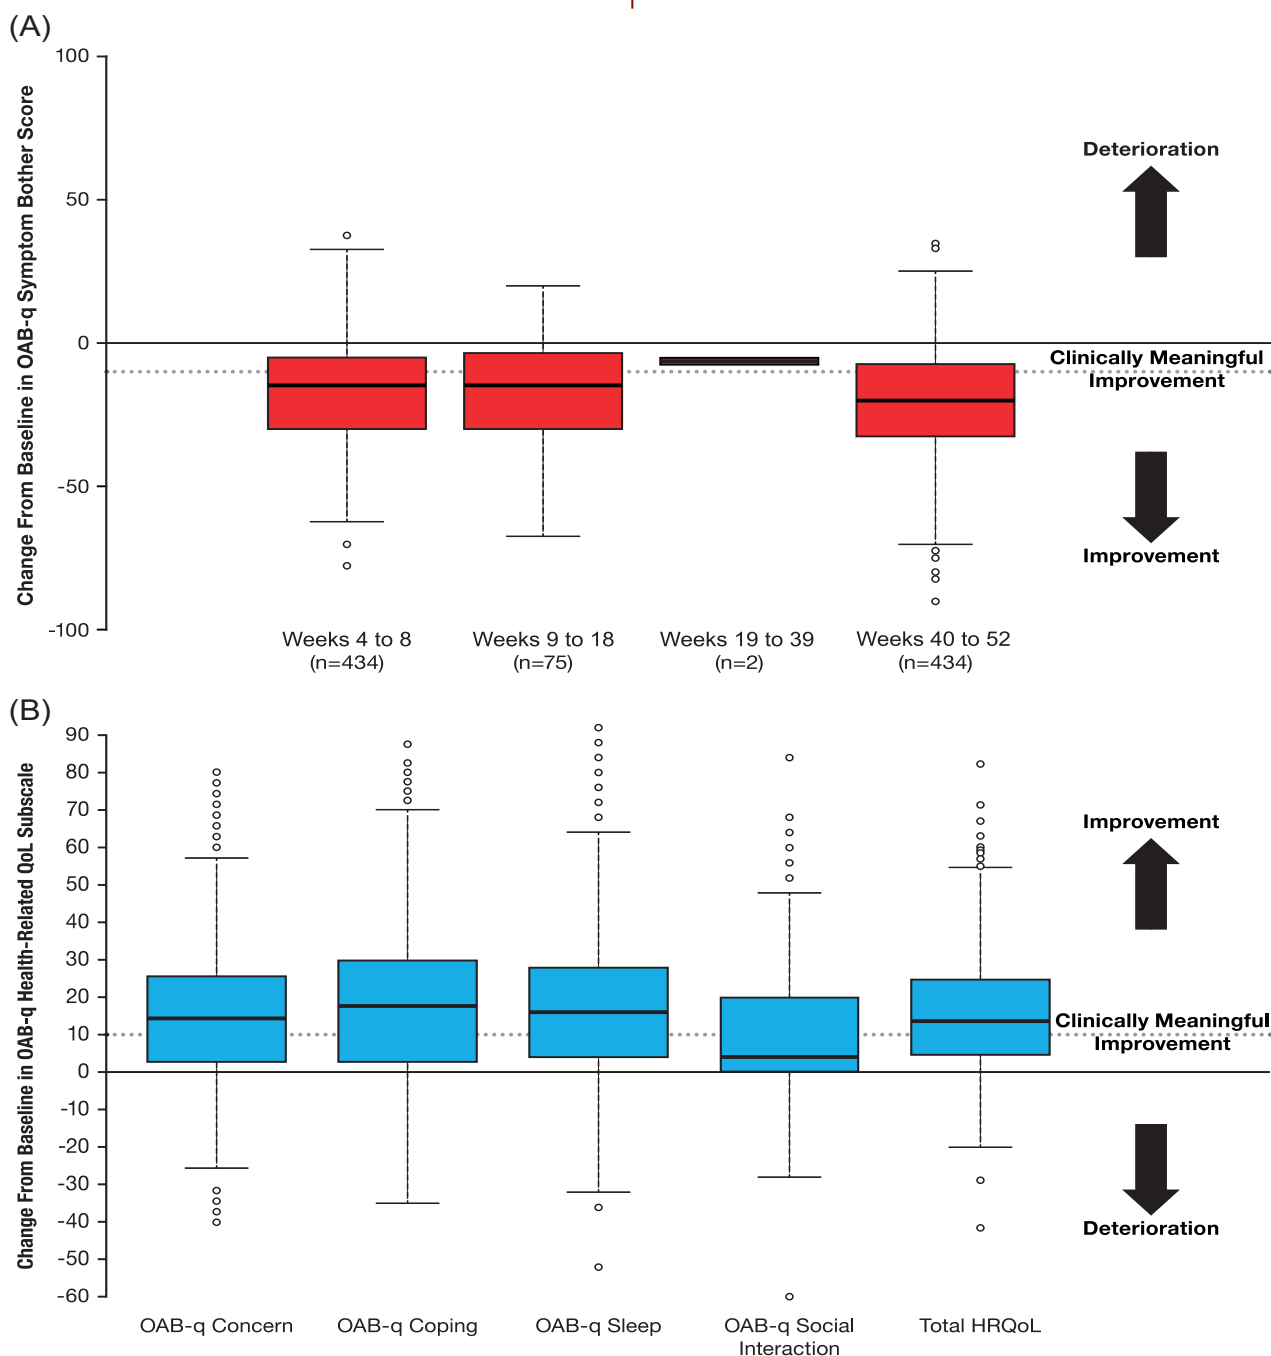 (A)
Change From Baseline in OAB-q Symptom Bother Score
100
50
0
-50
-100
Deterioration
Clinically Meaningful
Improvement
Improvement
Weeks 4 to 8
(n=434)
Weeks 9 to 18
(n=75)
Weeks 19 to 39
(n=2)
Weeks 40 to 52
(n=434)
(B)
Change From Baseline in OAB-q Health-Related QoL Subscale
90
80
70
60
50
40
30
20
10
0
-10
-20
-30
-40
-50
-60
Improvement
Clinically Meaningful
Improvement
Deterioration
OAB-q Concern
OAB-q Coping
OAB-q Sleep
OAB-q Social
Interaction
Total HRQoL